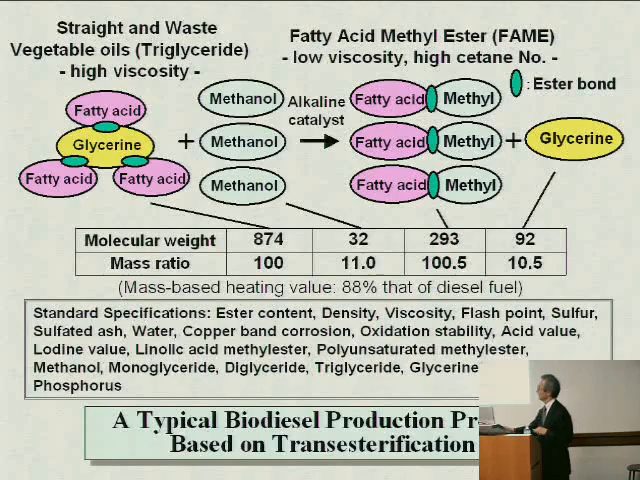 Straight and Waste
Vegetable oils (Triglyceride)
- high viscosity -
Fatty Acid Methyl Ester (FAME)
- low viscosity, high cetane No. -
: Ester bond
Fatty acid
Glycerine
Fatty acid
Fatty acid
+
Methanol
Methanol
Methanol
Alkaline
catalyst
Fatty acid Methyl
Fatty acid Methyl
Fatty acid Methyl
+
Glycerine
Molecular weight 874 32 293 92
Mass ratio 100 11.0 100.5 10.5
(Mass-based heating value: 88% that of diesel fuel)
Standard Specifications: Ester content, Density, Viscosity, Flash point, Sulfur,
Sulfated ash, Water, Copper band corrosion, Oxidation stability, Acid value,
Lodine value, Linolic acid methylester, Polyunsaturated methylester,
Methanol, Monoglyceride, Diglyceride, Triglyceride, Glycerine
Phosphorus
A Typical Biodiesel Production Pr
Based on Transesterification